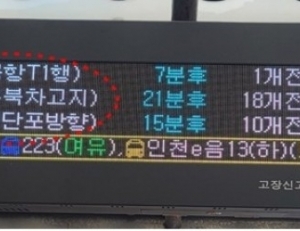 공항T1행) 7분후 1개전
북차고지) 21분후 18개전
단포방향) 15분후 10개전
223(여유), 인천e음13(하)(
고장신고